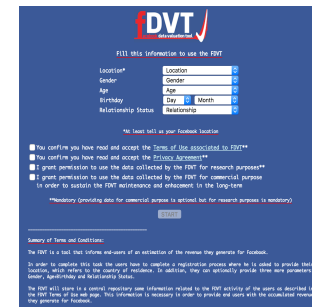 fDVT
data valuation tool
Fill this information to use the FDVT
Location* Location
Gender Gender
Age Age
Birthday Day Month
Relationship Status Relationship
*At least tell us your Facebook location
You confirm you have read and accept the Terms of Use associated to FDVT**
You confirm you have read and accept the Privacy Agreement**
I grant permission to use the data collected by the FDVT for research purposes**
I grant permission to use the data collected by the FDVT for commercial purpose
in order to sustain the FDVT maintenance and enhacement in the long-term
**Mandatory (providing data for commercial purpose is optional but for research purposes is mandatory)
START
Summary of Terms and Conditions:
The FDVT is a tool that informs end-users of an estimation of the revenue they generate for Facebook.
In order to complete this task the users have to complete a registration process where he is asked to provide their
location, which refers to the country of residence. In addition, they can optionally provide three more parameters:
Gender, Age+Birthday and Relationship Status.
The FDVT will store in a central repository some information related to the FDVT activity of the users as described in
the FDVT Terms of Use web page. This information is necessary in order to provide end users with the accumulated revenue
they generate for Facebook.